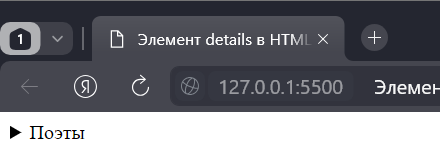 1
Элемент details в HTML
Я 127.0.0.1:5500 Элемен
Поэты